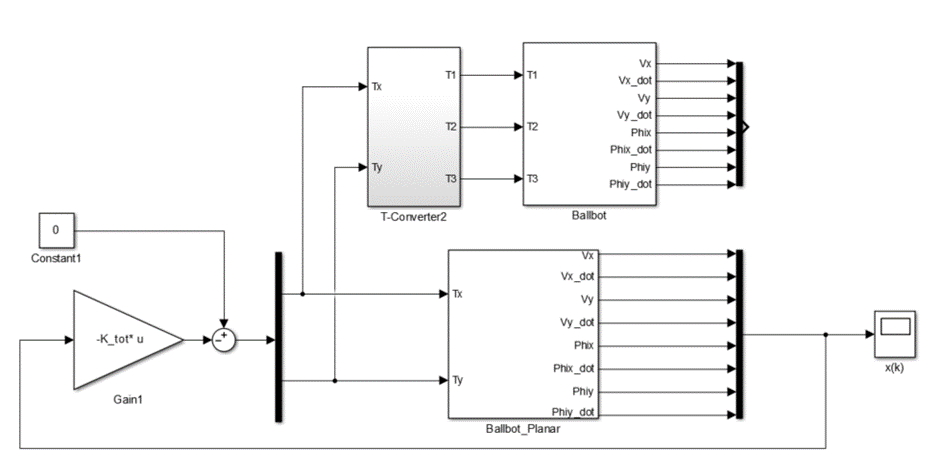 Tx
Ty
T1
T2
T3
T-Converter2
T1
T2
T3
Vx
Vx_dot
Vy
Vy_dot
Phix
Phix_dot
Phiy
Phiy_dot
Ballbot
0
Constant1
-K_tot* u
Gain1
+
−
Tx
Ty
Vx
Vx_dot
Vy
Vy_dot
Phix
Phix_dot
Phiy
Phiy_dot
Ballbot_Planar
x(k)